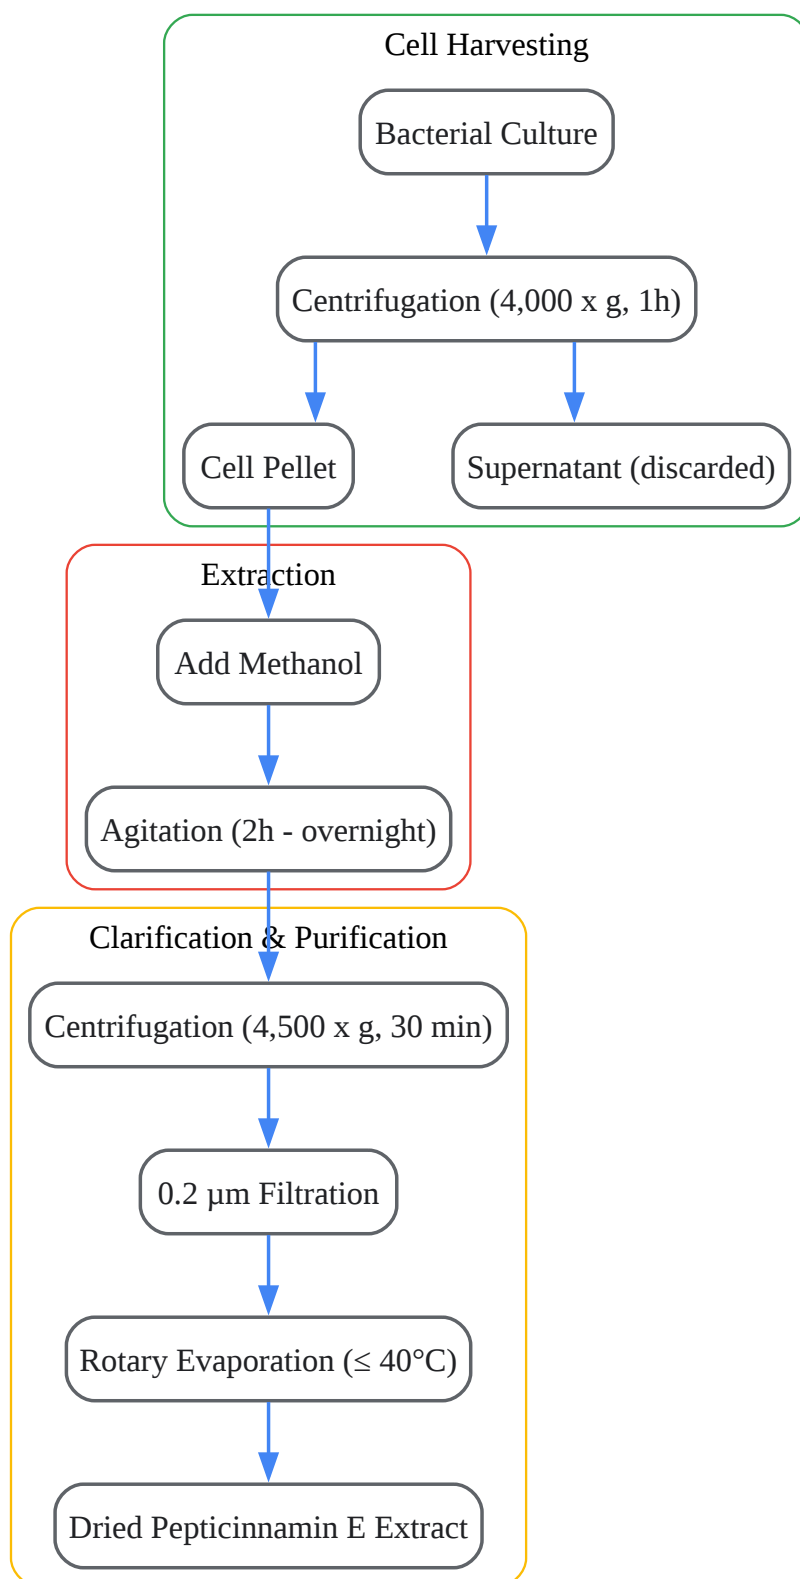 Cell Harvesting
Bacterial Culture
Centrifugation (4,000 x g, 1h)
Cell Pellet
Supernatant (discarded)
Extraction
Add Methanol
Agitation (2h - overnight)
Clarification & Purification
Centrifugation (4,500 x g, 30 min)
0.2 µm Filtration
Rotary Evaporation (≤ 40°C)
Dried Pepticinnamin E Extract